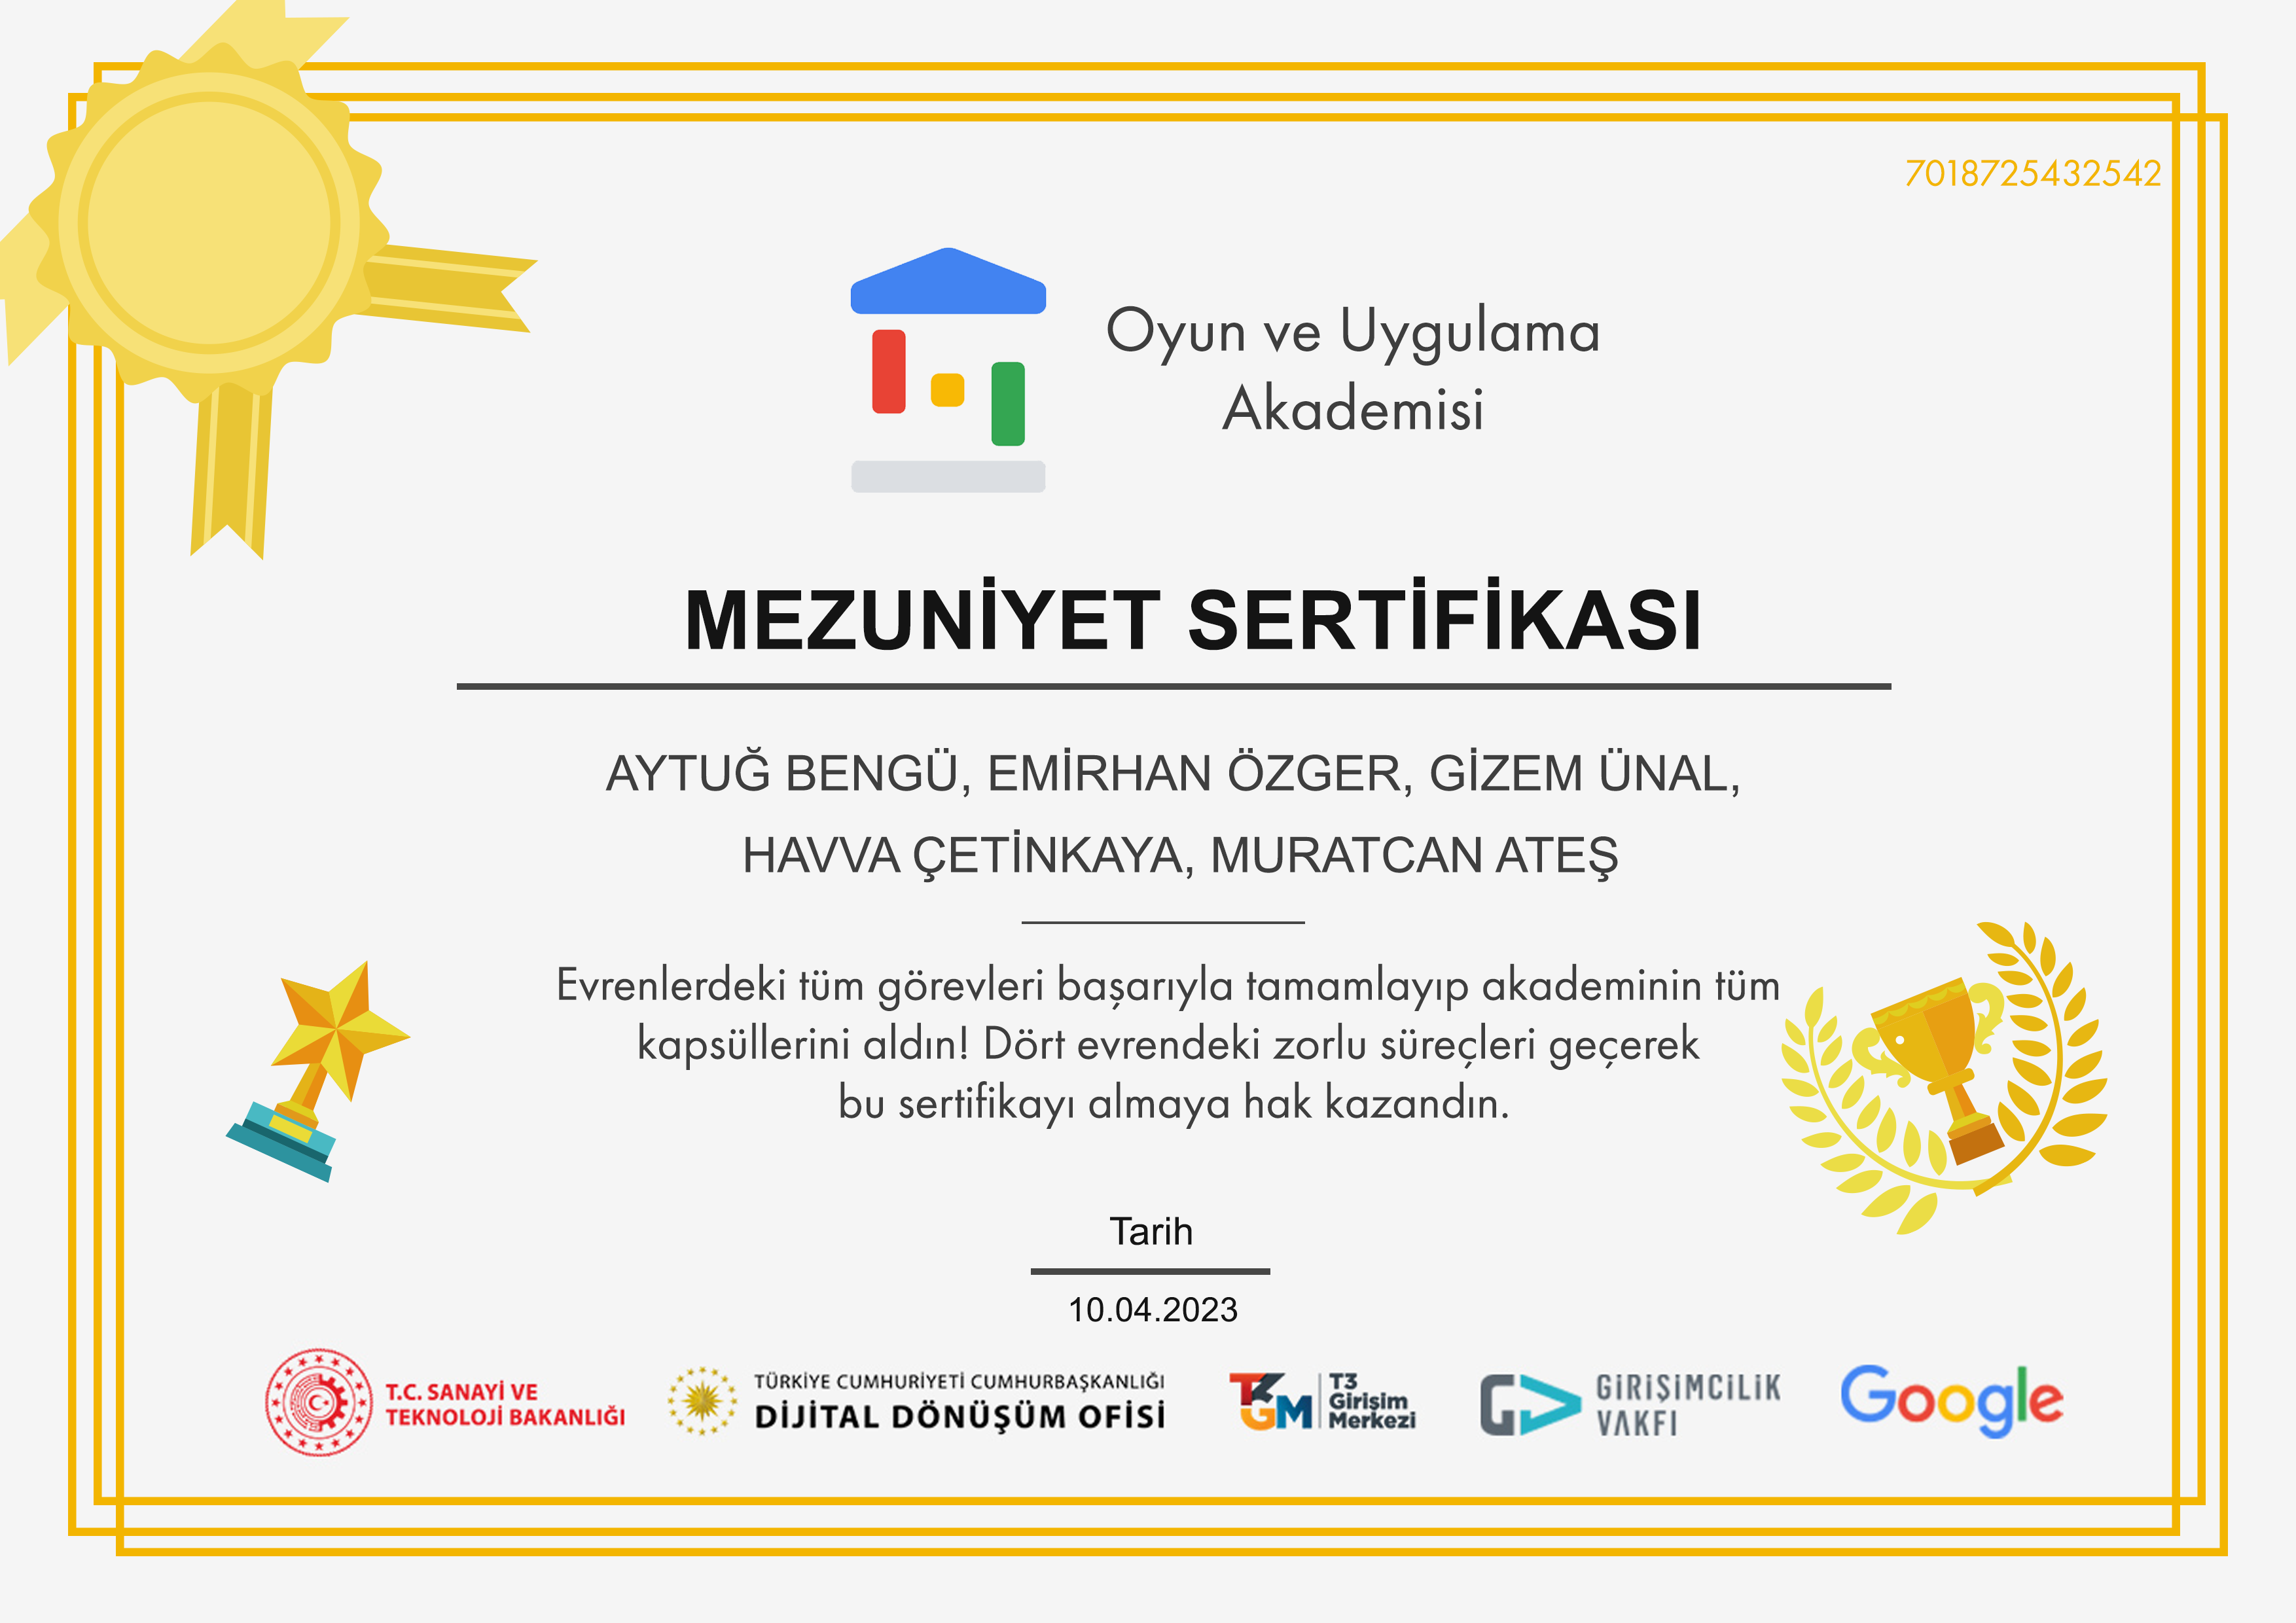 7018725432542
Oyun ve Uygulama
Akademisi
MEZUNİYET SERTİFİKASI
AYTUĞ BENGÜ, EMİRHAN ÖZGER, GİZEM ÜNAL,
HAVVA ÇETİNKAYA, MURATCAN ATEŞ
Evrenlerdeki tüm görevleri başarıyla tamamlayıp akademinin tüm
kapsüllerini aldın! Dört evrendeki zorlu süreçleri geçerek
bu sertifikayı almaya hak kazandın.
Tarih
10.04.2023
T.C. SANAYİ VE
TEKNOLOJİ BAKANLIĞI
TÜRKİYE CUMHURİYETİ CUMHURBAŞKANLIĞI
DİJİTAL DÖNÜŞÜM OFİSİ
T3GM
T3
Girişim
Merkezi
GİRİŞİMCİLİK
VAKFI
Google